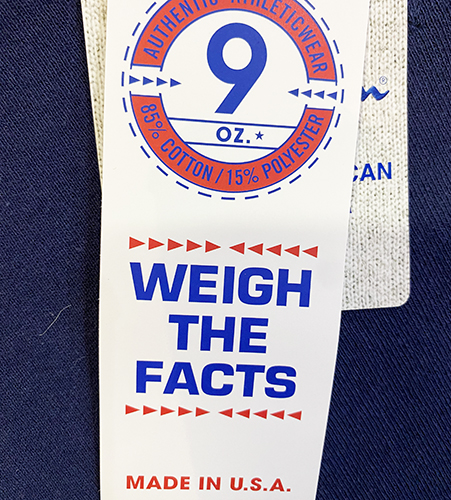 AUTHENTIC ATHLETICWEAR
9
OZ.
85% COTTON / 15% POLYESTER
WEIGH
THE
FACTS
MADE IN U.S.A.
CAN